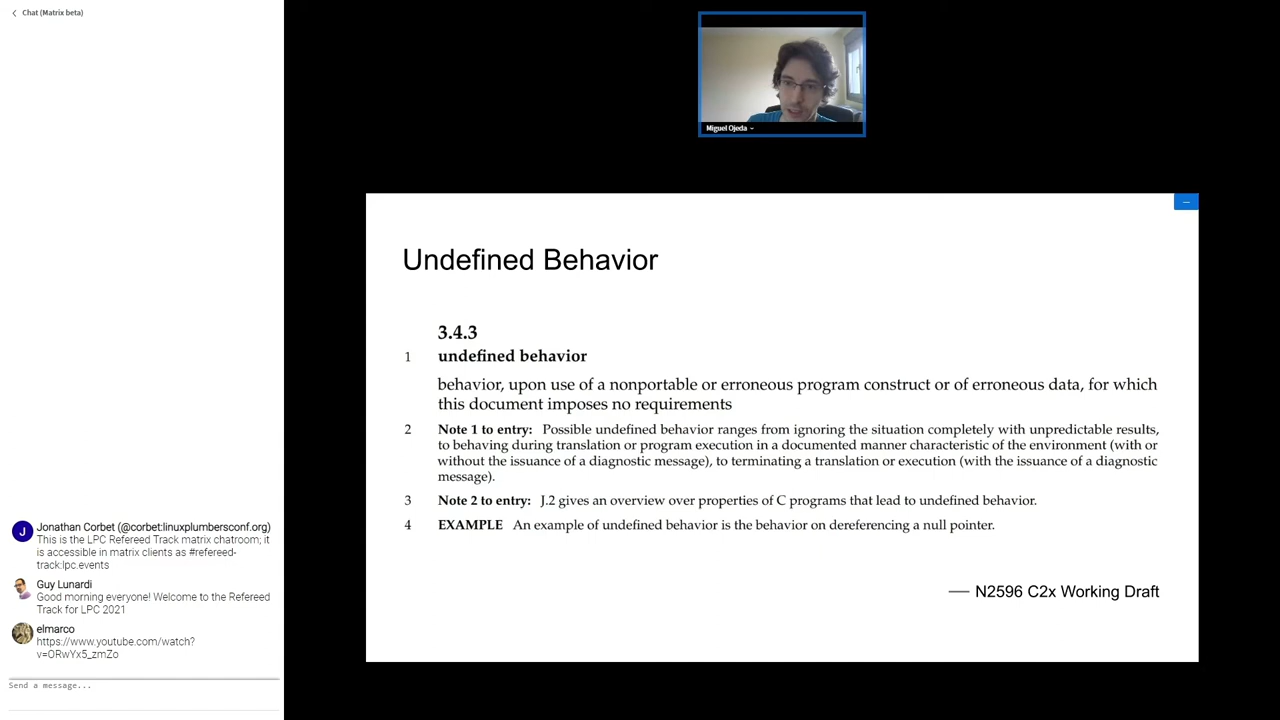 Chat (Matrix beta)
Jonathan Corbet (@corbet:linuxplumbersconf.org)
This is the LPC Refereed Track matrix chatroom; it
is accessible in matrix clients as #refereed-
track:lpc.events
Guy Lunardi
Good morning everyone! Welcome to the Refereed
Track for LPC 2021
elmarco
https://www.youtube.com/watch?
v=ORwYx5_zmZo
Send a message...
Miguel Ojeda
Undefined Behavior
3.4.3
1 undefined behavior
behavior, upon use of a nonportable or erroneous program construct or of erroneous data, for which
this document imposes no requirements
2 Note 1 to entry: Possible undefined behavior ranges from ignoring the situation completely with unpredictable results,
to behaving during translation or program execution in a documented manner characteristic of the environment (with or
without the issuance of a diagnostic message), to terminating a translation or execution (with the issuance of a diagnostic
message).
3 Note 2 to entry: J.2 gives an overview over properties of C programs that lead to undefined behavior.
4 EXAMPLE An example of undefined behavior is the behavior on dereferencing a null pointer.
— N2596 C2x Working Draft